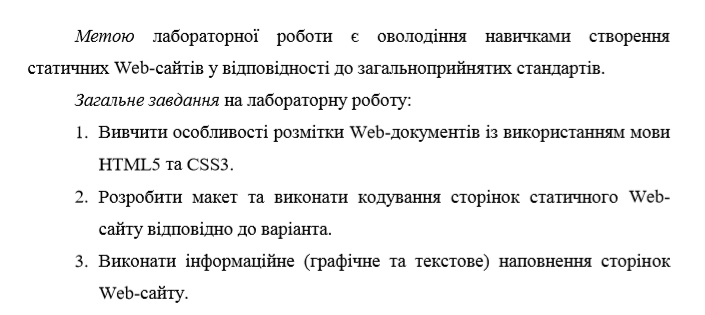 Метою лабораторної роботи є оволодіння навичками створення
статичних Web-сайтів у відповідності до загальноприйнятих стандартів.
Загальне завдання на лабораторну роботу:
1. Вивчити особливості розмітки Web-документів із використанням мови
HTML5 та CSS3.
2. Розробити макет та виконати кодування сторінок статичного Web-
сайту відповідно до варіанта.
3. Виконати інформаційне (графічне та текстове) наповнення сторінок
Web-сайту.